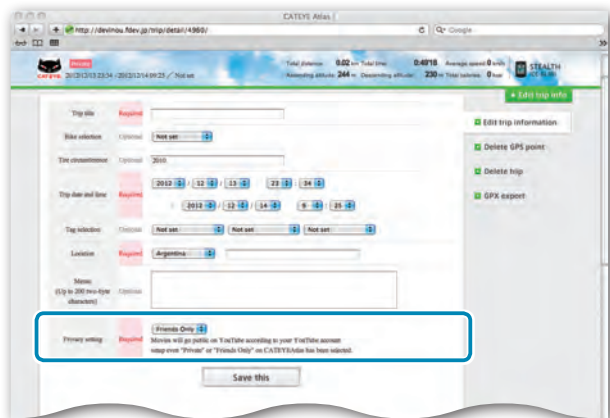 CATEYE Atlas
http://devinou.fdev.jp/trip/detail/4960/
Google
Private
Total distance 0.02 km Total time 0:40'18 Average speed 0 km/h
CATEYE 2012/12/13 23:34 - 2012/12/14 09:25 / Not set
Ascending altitude 244 m Descending altitude 230 m Total calories 0 kcal
STEALTH
Edit trip info
Trip title Required
Edit trip information
Bike selection Optional Not set
Delete GPS point
Tire circumference Optional 2010
Delete trip
Trip date and time Required 2012 / 12 / 13 23 : 34
GPX export
2012 / 12 / 14 9 : 25
Tag selection Optional Not set Not set Not set
Location Required Argentina
Memo
(Up to 200 two-byte characters) Optional
Privacy setting Required Friends Only
Movies will go public on YouTube according to your YouTube account
setup even "Private" or "Friends Only" on CATEYEAtlas has been selected.
Save this